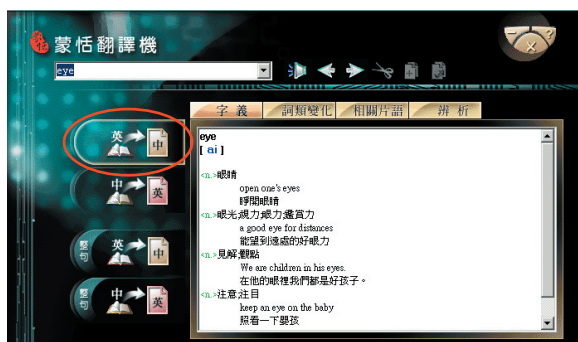 蒙恬翻譯機
eye
字 義 詞類變化 相關片語 辨 析
英 中
中 英
整句 英 中
整句 中 英
eye
[ ai ]
<n.>眼睛
open one's eyes
睜開眼睛
<n.>眼光;視力;眼力;鑑賞力
a good eye for distances
能望到遠處的好眼力
<n.>見解;觀點
We are children in his eyes.
在他的眼裡我們都是好孩子。
<n.>注意;注目
keep an eye on the baby
照看一下嬰孩